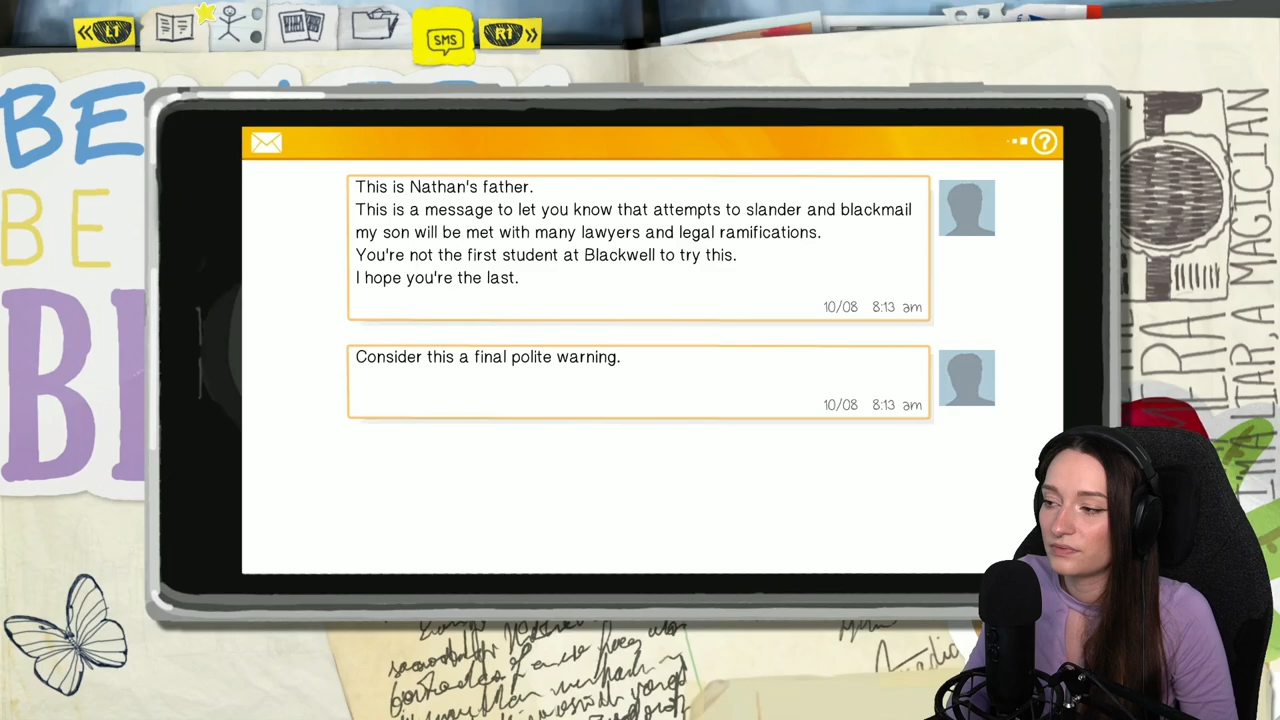 L1
SMS
R1
?
BE
BE
This is Nathan's father.
This is a message to let you know that attempts to slander and blackmail
my son will be met with many lawyers and legal ramifications.
You're not the first student at Blackwell to try this.
I hope you're the last.
10/08 8:13 am
Consider this a final polite warning.
10/08 8:13 am
LIAR, A MAGICIAN